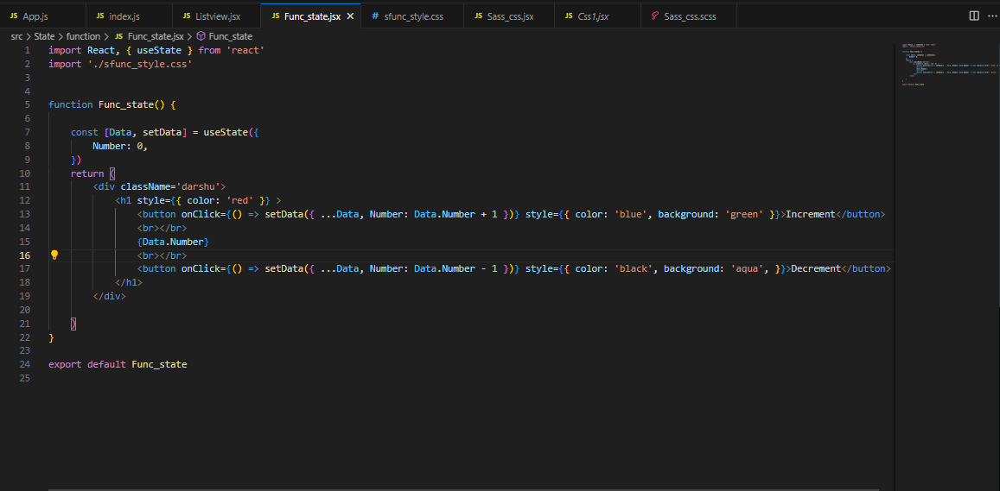 JS App.js JS index.js JS Listview.jsx JS Func_state.jsx # sfunc_style.css JS Sass_css.jsx JS Css1.jsx Sass_css.scss
src > State > function > JS Func_state.jsx > Func_state
1 import React, { useState } from 'react'
2 import './sfunc_style.css'
3
4
5 function Func_state() {
6
7 const [Data, setData] = useState({
8 Number: 0,
9 })
10 return (
11 <div className='darshu'>
12 <h1 style={{ color: 'red' }} >
13 <button onClick={() => setData({ ...Data, Number: Data.Number + 1 })} style={{ color: 'blue', background: 'green' }}>Increment</button>
14 <br></br>
15 {Data.Number}
16 <br></br>
17 <button onClick={() => setData({ ...Data, Number: Data.Number - 1 })} style={{ color: 'black', background: 'aqua', }}>Decrement</button>
18 </h1>
19 </div>
20
21 )
22 }
23
24 export default Func_state
25